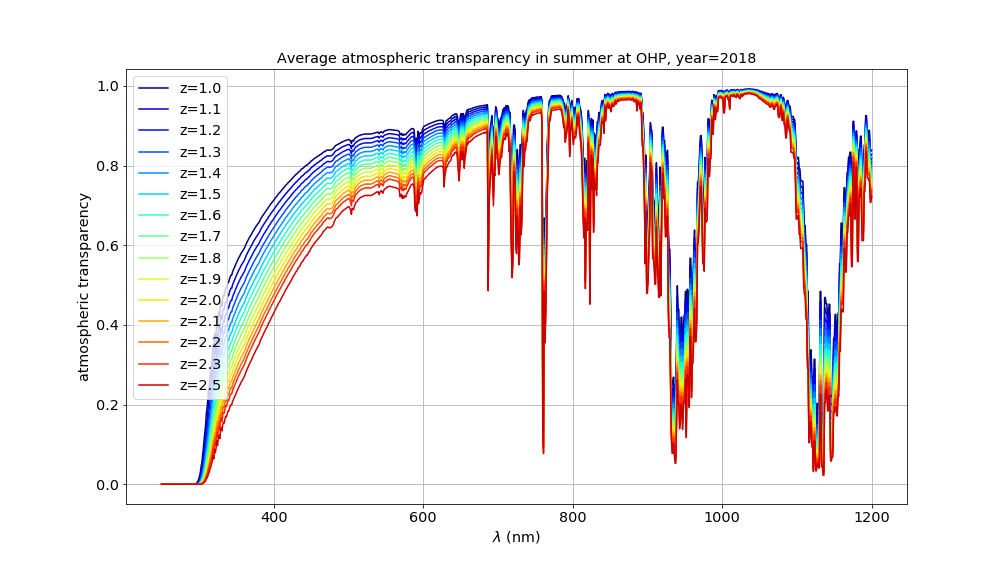 Average atmospheric transparency in summer at OHP, year=2018
1.0
0.8
0.6
0.4
0.2
0.0
atmospheric transparency
z=1.0
z=1.1
z=1.2
z=1.3
z=1.4
z=1.5
z=1.6
z=1.7
z=1.8
z=1.9
z=2.0
z=2.1
z=2.2
z=2.3
z=2.5
400
600
800
1000
1200
λ (nm)